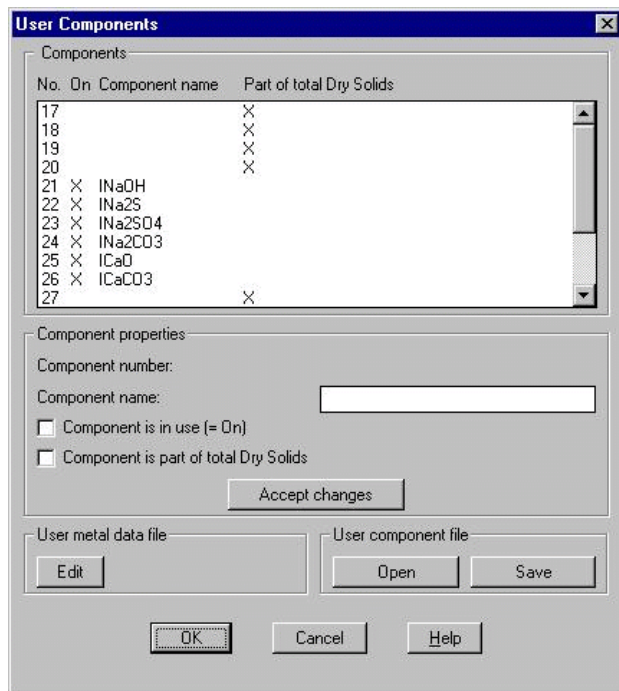 User Components
Components
No. On Component name Part of total Dry Solids
17 X
18 X
19 X
20 X
21 X INaOH
22 X INa2S
23 X INa2SO4
24 X INa2CO3
25 X ICaO
26 X ICaCO3
27 X
Component properties
Component number:
Component name:
Component is in use (= On)
Component is part of total Dry Solids
Accept changes
User metal data file User component file
Edit Open Save
OK Cancel Help